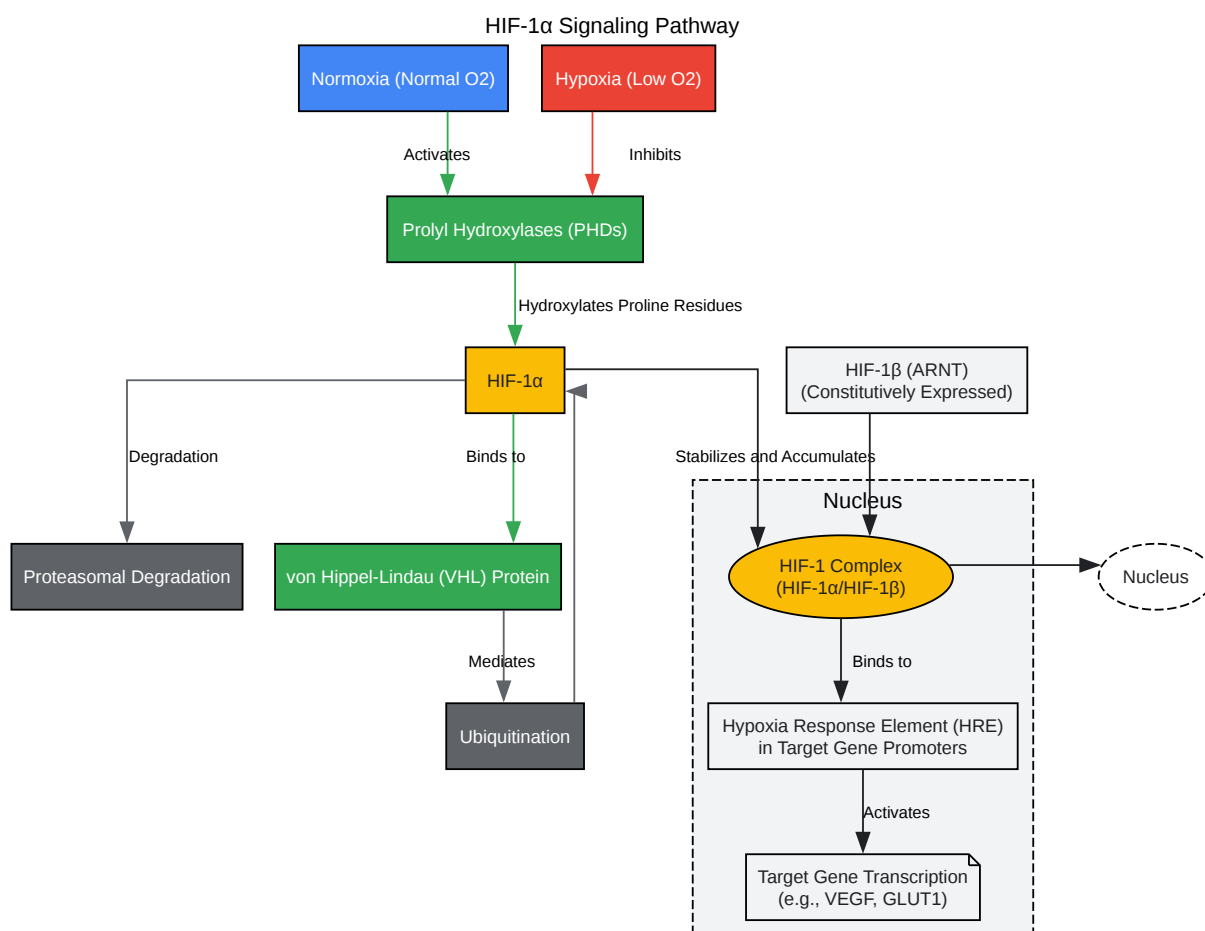 HIF-1α Signaling Pathway
Normoxia (Normal O2)
Hypoxia (Low O2)
Activates
Inhibits
Prolyl Hydroxylases (PHDs)
Hydroxylates Proline Residues
HIF-1α
HIF-1β (ARNT)
(Constitutively Expressed)
Degradation
Binds to
Stabilizes and Accumulates
Nucleus
Proteasomal Degradation
von Hippel-Lindau (VHL) Protein
HIF-1 Complex
(HIF-1α/HIF-1β)
Nucleus
Mediates
Binds to
Ubiquitination
Hypoxia Response Element (HRE)
in Target Gene Promoters
Activates
Target Gene Transcription
(e.g., VEGF, GLUT1)